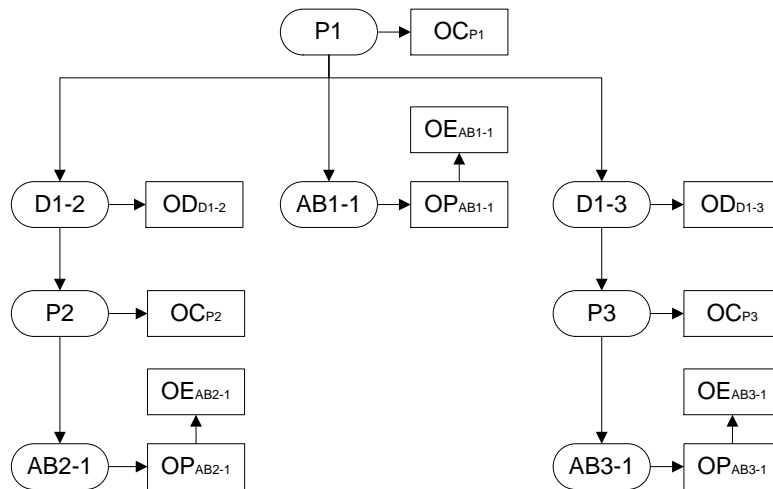 P1
OCP1
OEAB1-1
D1-2
ODD1-2
AB1-1
OPAB1-1
D1-3
ODD1-3
P2
OCP2
P3
OCP3
OEAB2-1
OEAB3-1
AB2-1
OPAB2-1
AB3-1
OPAB3-1